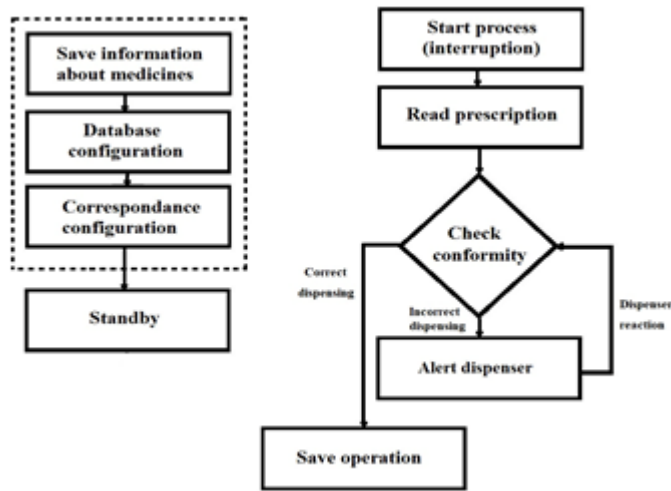 Save information
about medicines
Database
configuration
Correspondance
configuration
Standby
Start process
(interruption)
Read prescription
Check
conformity
Correct
dispensing
Incorrect
dispensing
Dispenser
reaction
Alert dispenser
Save operation